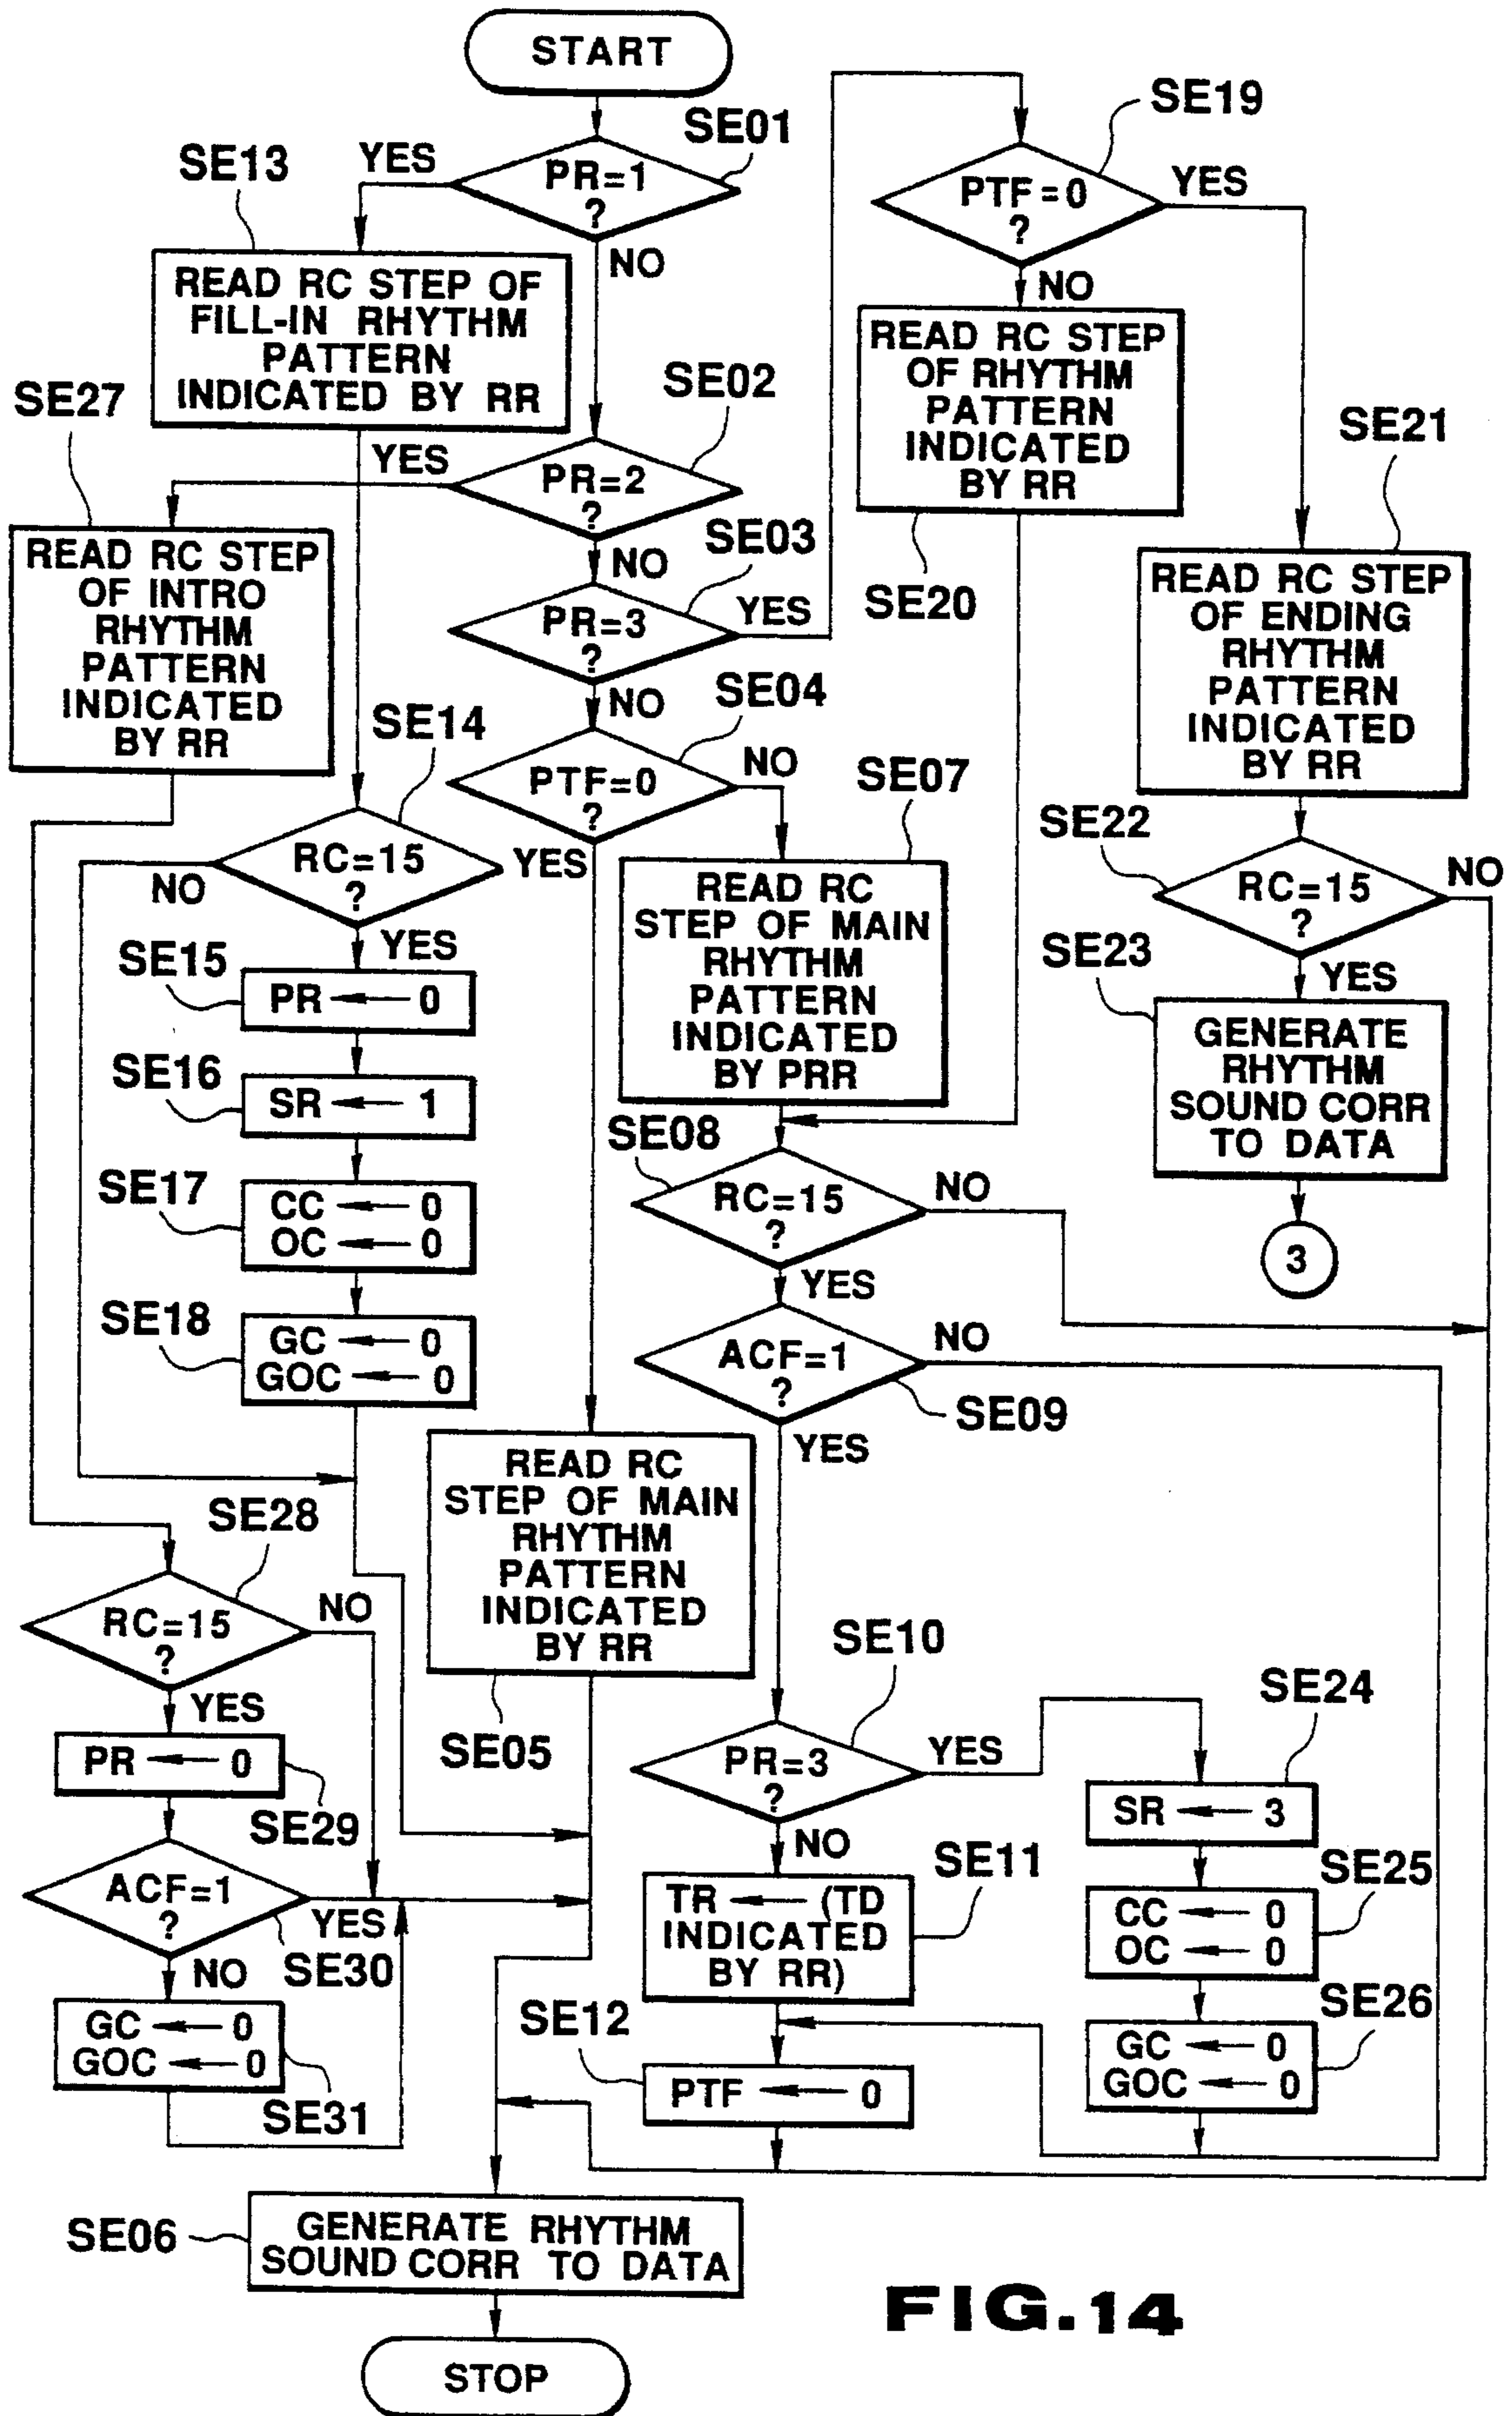 START
SE01
PR=1
?
YES
NO
SE13
READ RC STEP OF
FILL-IN RHYTHM
PATTERN
INDICATED BY RR
SE02
PR=2
?
YES
NO
SE27
READ RC STEP
OF INTRO
RHYTHM
PATTERN
INDICATED
BY RR
SE03
PR=3
?
YES
NO
SE19
PTF=0
?
YES
NO
READ RC STEP
OF RHYTHM
PATTERN
INDICATED
BY RR
SE20
SE21
READ RC STEP
OF ENDING
RHYTHM
PATTERN
INDICATED
BY RR
SE04
PTF=0
?
NO
YES
SE14
RC=15
?
NO
YES
SE07
READ RC
STEP OF MAIN
RHYTHM
PATTERN
INDICATED
BY PRR
SE22
RC=15
?
NO
YES
SE23
GENERATE
RHYTHM
SOUND CORR
TO DATA
3
SE15
PR ← 0
SE16
SR ← 1
SE17
CC ← 0
OC ← 0
SE18
GC ← 0
GOC ← 0
SE08
RC=15
?
NO
YES
ACF=1
?
NO
SE09
YES
READ RC
STEP OF MAIN
RHYTHM
PATTERN
INDICATED
BY RR
SE05
SE28
RC=15
?
NO
YES
PR ← 0
SE29
ACF=1
?
YES
SE30
NO
GC ← 0
GOC ← 0
SE31
SE10
PR=3
?
YES
NO
SE24
SR ← 3
SE11
TR ← (TD
INDICATED
BY RR)
SE25
CC ← 0
OC ← 0
SE12
PTF ← 0
SE26
GC ← 0
GOC ← 0
SE06
GENERATE RHYTHM
SOUND CORR TO DATA
STOP
FIG.14